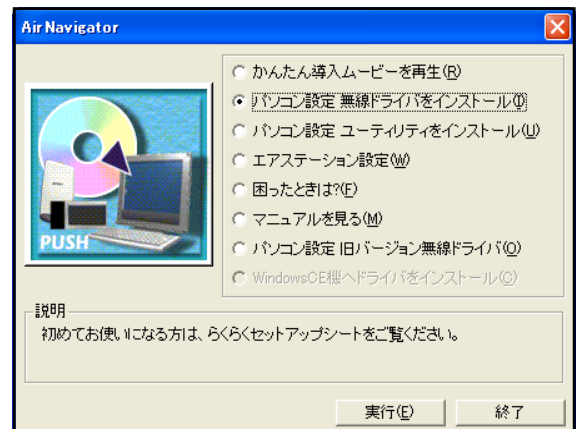 AirNavigator
かんたん導入ムービーを再生(R)
パソコン設定 無線ドライバをインストール(I)
パソコン設定 ユーティリティをインストール(U)
エアステーション設定(W)
困ったときは?(F)
マニュアルを見る(M)
パソコン設定 旧バージョン無線ドライバ(O)
WindowsCE機へドライバをインストール(C)
PUSH
説明
初めてお使いになる方は、らくらくセットアップシートをご覧ください。
実行(E)
終了